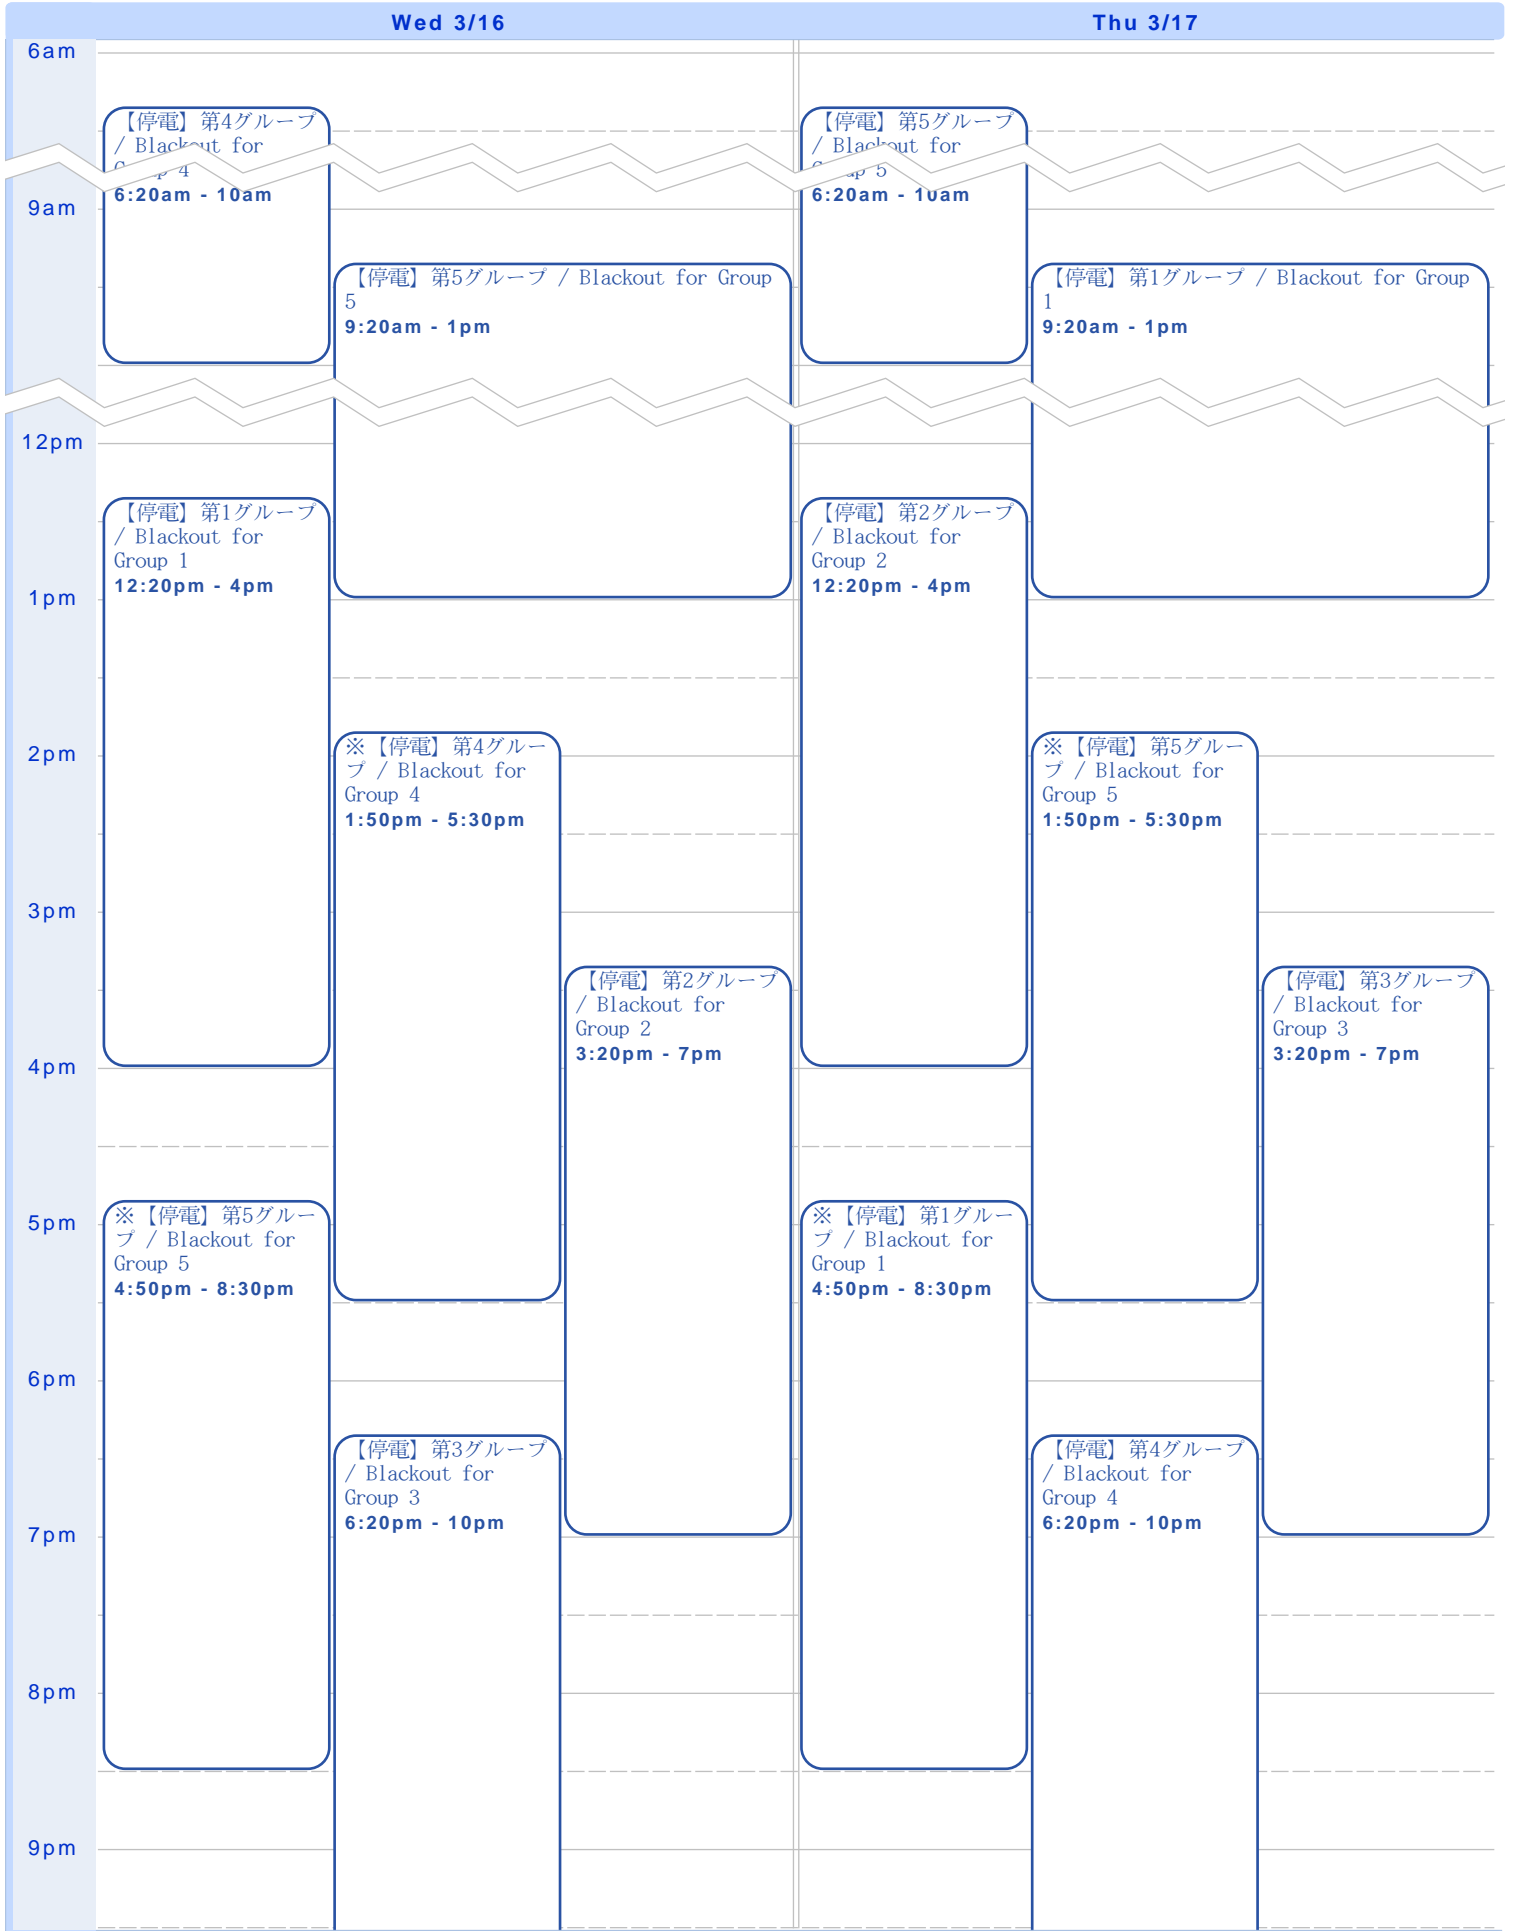 Wed 3/16
Thu 3/17
6am
【停電】第4グループ
/ Blackout for
Group 4
6:20am - 10am
【停電】第5グループ
/ Blackout for
Group 5
6:20am - 10am
9am
【停電】第5グループ / Blackout for Group
5
9:20am - 1pm
【停電】第1グループ / Blackout for Group
1
9:20am - 1pm
12pm
【停電】第1グループ
/ Blackout for
Group 1
12:20pm - 4pm
【停電】第2グループ
/ Blackout for
Group 2
12:20pm - 4pm
1pm
2pm
※【停電】第4グルー
プ / Blackout for
Group 4
1:50pm - 5:30pm
※【停電】第5グルー
プ / Blackout for
Group 5
1:50pm - 5:30pm
3pm
【停電】第2グループ
/ Blackout for
Group 2
3:20pm - 7pm
【停電】第3グループ
/ Blackout for
Group 3
3:20pm - 7pm
4pm
5pm
※【停電】第5グルー
プ / Blackout for
Group 5
4:50pm - 8:30pm
※【停電】第1グルー
プ / Blackout for
Group 1
4:50pm - 8:30pm
6pm
【停電】第3グループ
/ Blackout for
Group 3
6:20pm - 10pm
【停電】第4グループ
/ Blackout for
Group 4
6:20pm - 10pm
7pm
8pm
9pm